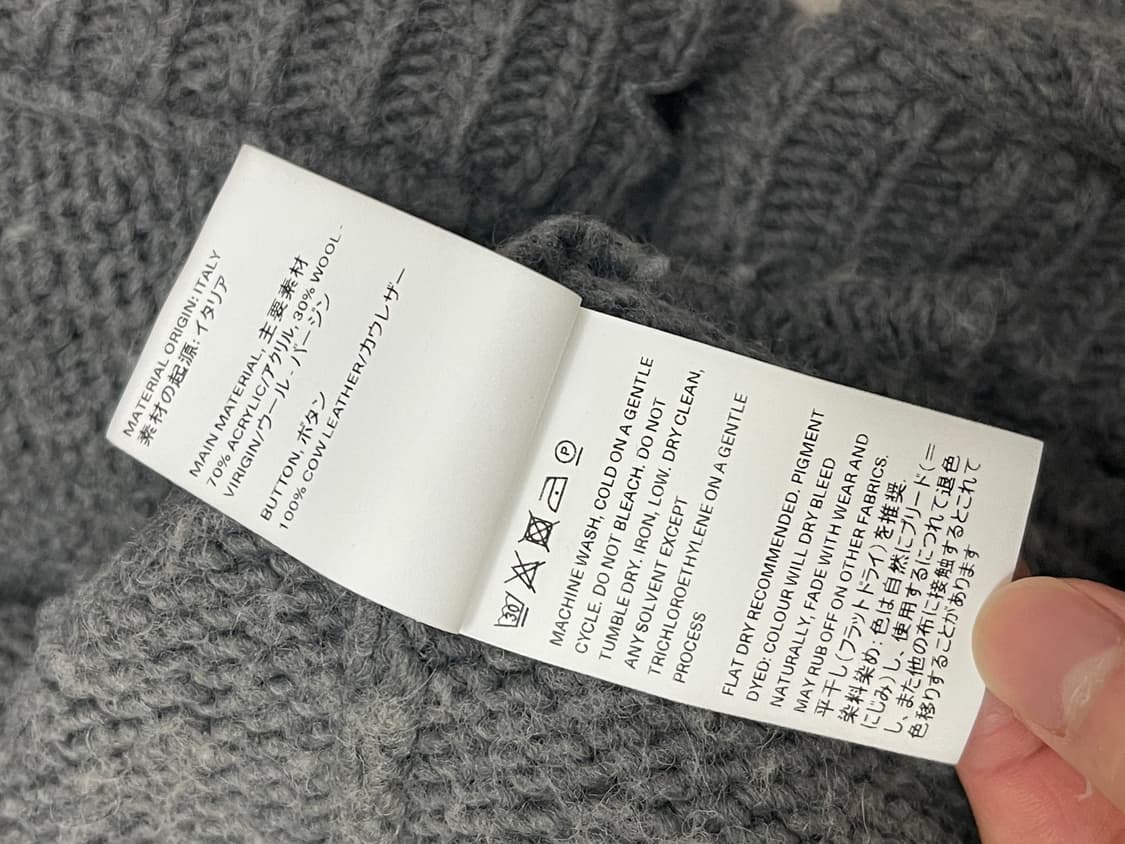 MATERIAL ORIGIN: ITALY
素材の起源: イタリア
MAIN MATERIAL, 主要素材
70% ACRYLIC/アクリル, 30% WOOL -
VIRIGIN/ウール - バージン
BUTTON, ボタン
100% COW LEATHER/カウレザー
30
P
MACHINE WASH, COLD ON A GENTLE
CYCLE. DO NOT BLEACH. DO NOT
TUMBLE DRY. IRON, LOW. DRY CLEAN,
ANY SOLVENT EXCEPT
TRICHLOROETHYLENE ON A GENTLE
PROCESS
FLAT DRY RECOMMENDED. PIGMENT
DYED: COLOUR WILL DRY BLEED
NATURALLY, FADE WITH WEAR AND
MAY RUB OFF ON OTHER FABRICS.
平干し(フラットドライ)を推奨.
染料染め: 色は自然にブリード(=
にじみ)し、使用するにつれて退色
し、また他の布に接触するとこれて
色移りすることがあります